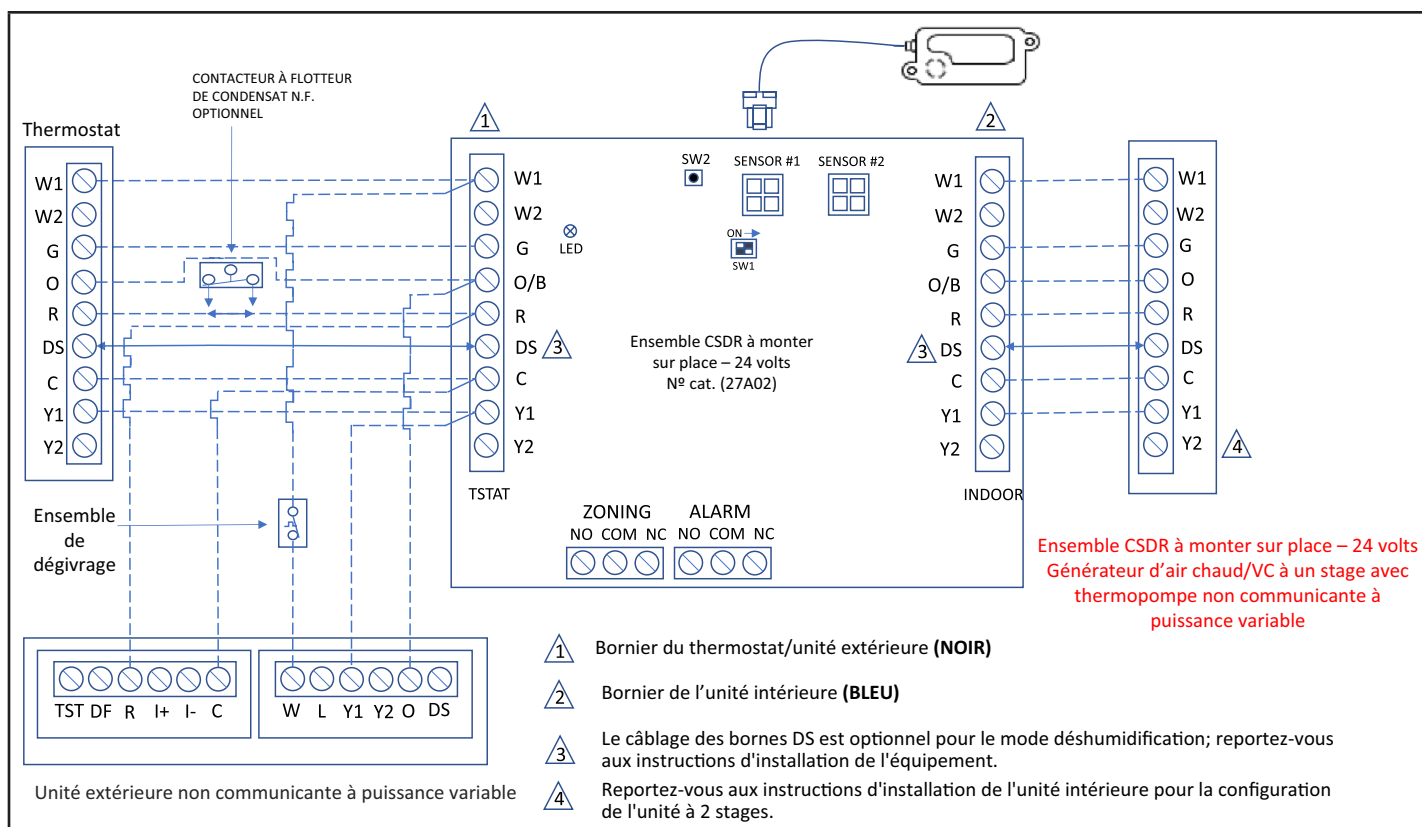 CONTACTEUR À FLOTTEUR
DE CONDENSAT N.F.
OPTIONNEL
Thermostat
W1
W2
G
O
R
DS
C
Y1
Y2
1
W1
W2
G
O/B
R
DS
C
Y1
Y2
TSTAT
3
LED
SW2
SENSOR #1
SENSOR #2
ON
SW1
Ensemble CSDR à monter
sur place – 24 volts
Nº cat. (27A02)
ZONING
NO COM NC
ALARM
NO COM NC
2
W1
W2
G
O/B
R
3
DS
C
Y1
Y2
INDOOR
W1
W2
G
O
R
DS
C
Y1
Y2
4
Ensemble
de
dégivrage
Ensemble CSDR à monter sur place – 24 volts
Générateur d’air chaud/VC à un stage avec
thermopompe non communicante à
puissance variable
TST DF R I+ I- C
W L Y1 Y2 O DS
Unité extérieure non communicante à puissance variable
1 Bornier du thermostat/unité extérieure (NOIR)
2 Bornier de l’unité intérieure (BLEU)
3 Le câblage des bornes DS est optionnel pour le mode déshumidification; reportez-vous
aux instructions d'installation de l'équipement.
4 Reportez-vous aux instructions d'installation de l'unité intérieure pour la configuration
de l'unité à 2 stages.